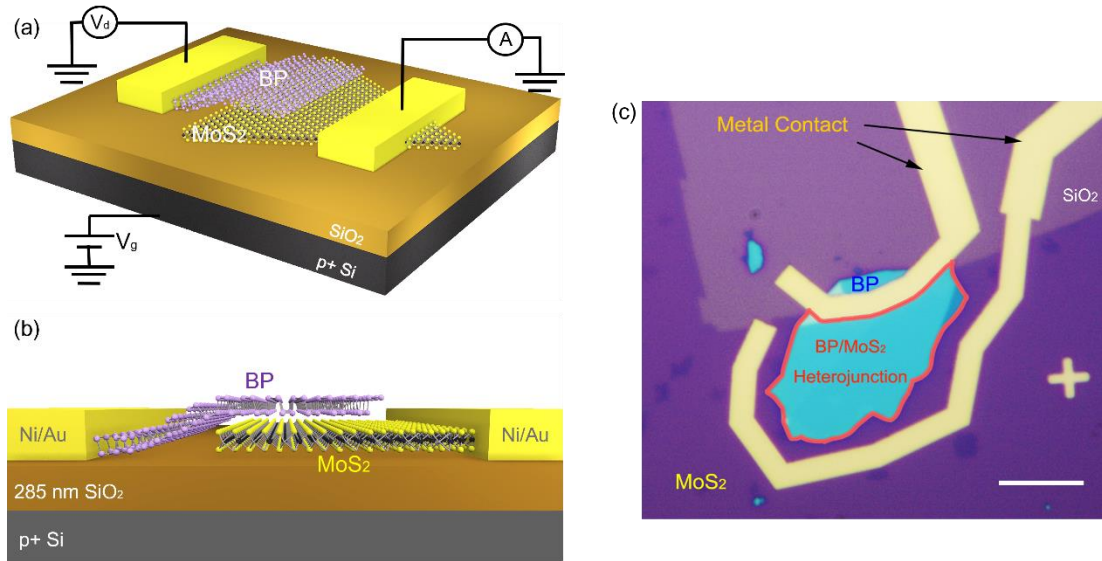 (a)
Vd
A
BP
MoS₂
SiO₂
p+ Si
Vg
(b)
BP
Ni/Au
Ni/Au
MoS₂
285 nm SiO₂
p+ Si
(c)
Metal Contact
SiO₂
BP
BP/MoS₂
Heterojunction
MoS₂